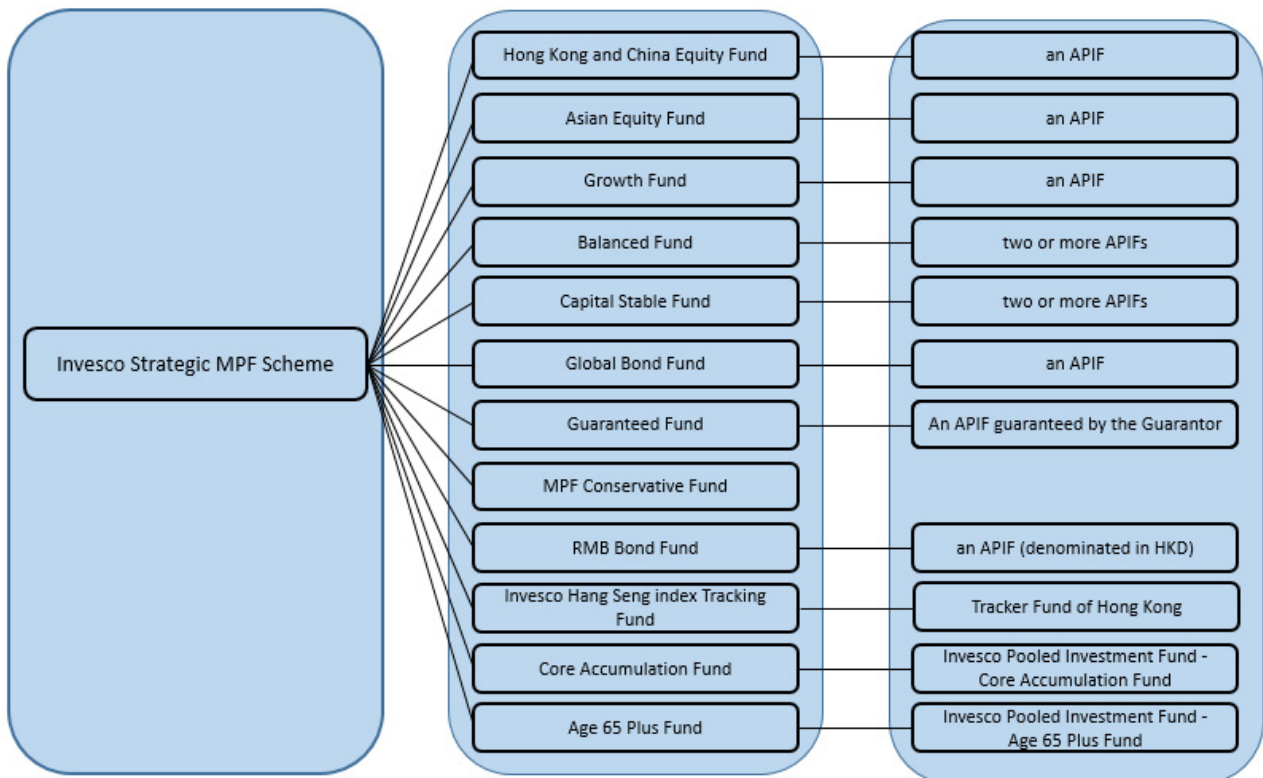 Invesco Strategic MPF Scheme
Hong Kong and China Equity Fund
an APIF
Asian Equity Fund
an APIF
Growth Fund
an APIF
Balanced Fund
two or more APIFs
Capital Stable Fund
two or more APIFs
Global Bond Fund
an APIF
Guaranteed Fund
An APIF guaranteed by the Guarantor
MPF Conservative Fund
RMB Bond Fund
an APIF (denominated in HKD)
Invesco Hang Seng index Tracking
Fund
Tracker Fund of Hong Kong
Core Accumulation Fund
Invesco Pooled Investment Fund -
Core Accumulation Fund
Age 65 Plus Fund
Invesco Pooled Investment Fund -
Age 65 Plus Fund